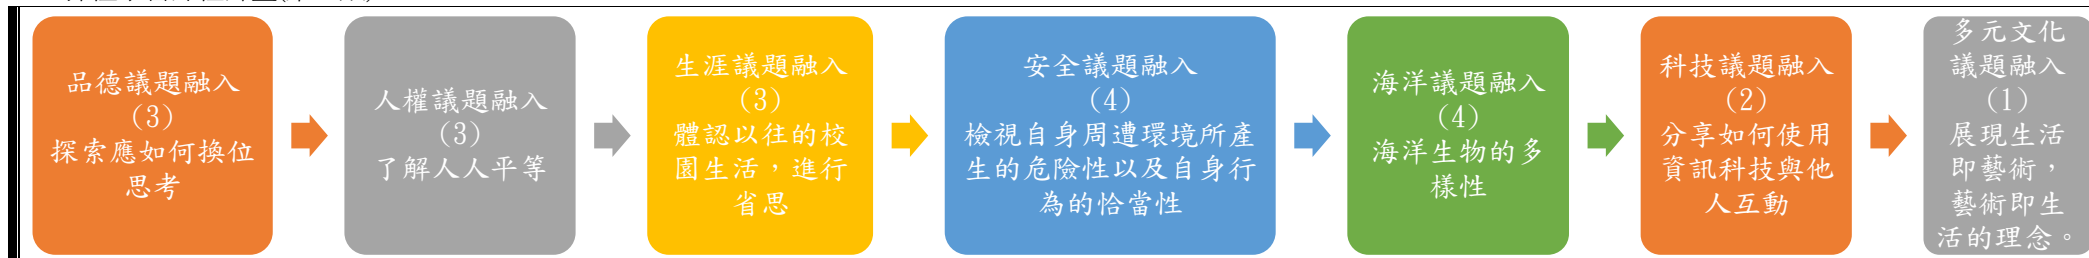 品德議題融入
(3)
探索應如何換位
思考
人權議題融入
(3)
了解人人平等
生涯議題融入
(3)
體認以往的校
園生活，進行
省思
安全議題融入
(4)
檢視自身周遭環境所產
生的危險性以及自身行
為的恰當性
海洋議題融入
(4)
海洋生物的多
樣性
科技議題融入
(2)
分享如何使用
資訊科技與他
人互動
多元文化
議題融入
(1)
展現生活
即藝術，
藝術即生
活的理念。